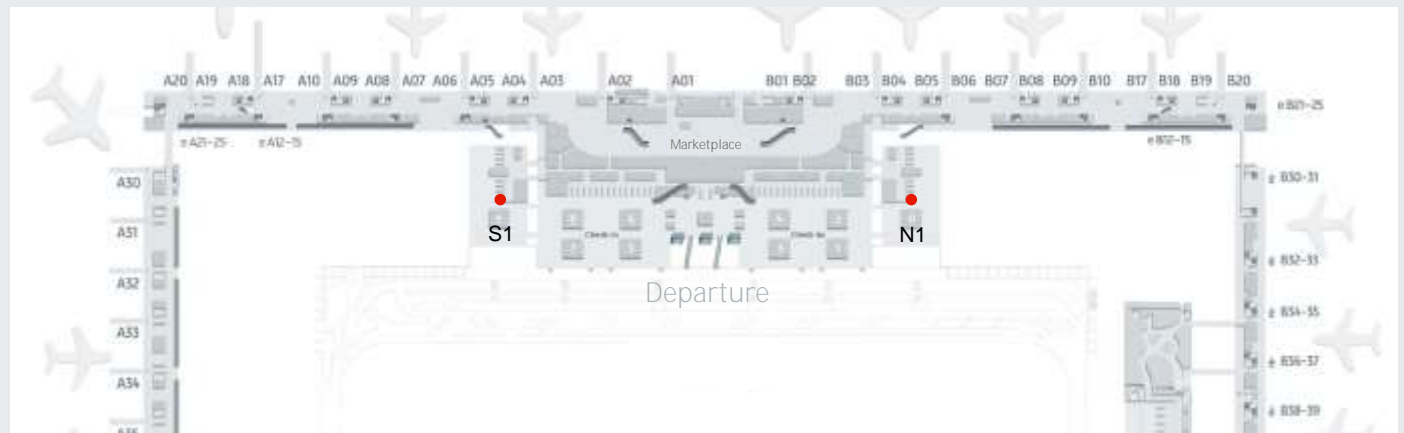 A20 A19 A18 A17 A10 A09 A08 A07 A06 A05 A04 A03 A02 A01 B01 B02 B03 B04 B05 B06 B07 B08 B09 B10 B17 B18 B19 B20
B21-25
A21-25 A12-15 Marketplace
A30 B30-31
A31 S1 Check-in Check-in N1
B32-33
A32
Departure
B34-35
A33
B36-37
A34
B38-39